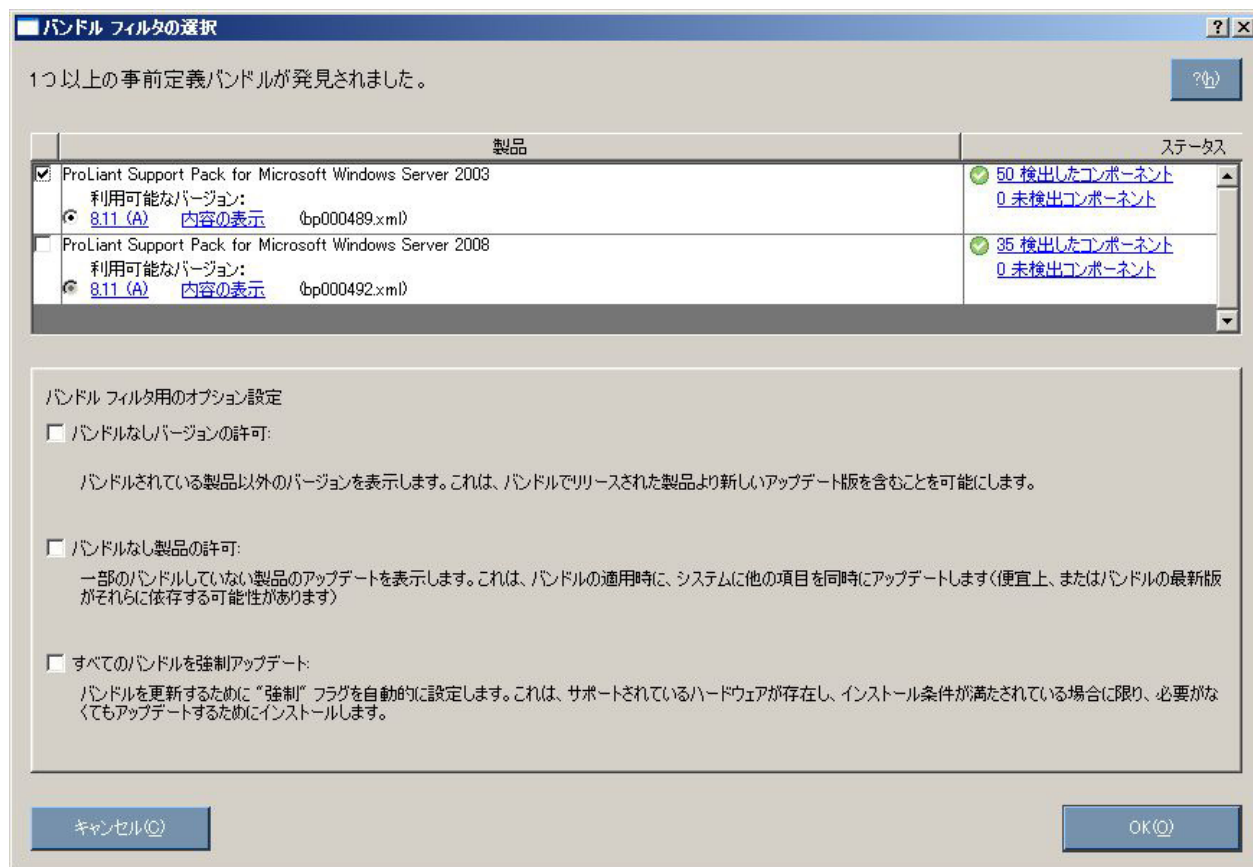 バンドル フィルタの選択
1つ以上の事前定義バンドルが発見されました。
?(h)
製品 ステータス
ProLiant Support Pack for Microsoft Windows Server 2003 50 検出したコンポーネント
利用可能なバージョン: 0 未検出コンポーネント
8.11 (A) 内容の表示 (bp000489.xml)
ProLiant Support Pack for Microsoft Windows Server 2008 35 検出したコンポーネント
利用可能なバージョン: 0 未検出コンポーネント
8.11 (A) 内容の表示 (bp000492.xml)
バンドル フィルタ用のオプション設定
バンドルなしバージョンの許可:
バンドルされている製品以外のバージョンを表示します。これは、バンドルでリリースされた製品より新しいアップデート版を含むことを可能にします。
バンドルなし製品の許可:
一部のバンドルしていない製品のアップデートを表示します。これは、バンドルの適用時に、システムに他の項目を同時にアップデートします(便宜上、またはバンドルの最新版
がそれらに依存する可能性があります)
すべてのバンドルを強制アップデート:
バンドルを更新するために “強制” フラグを自動的に設定します。これは、サポートされているハードウェアが存在し、インストール条件が満たされている場合に限り、必要がな
くてもアップデートするためにインストールします。
キャンセル(C) OK(O)